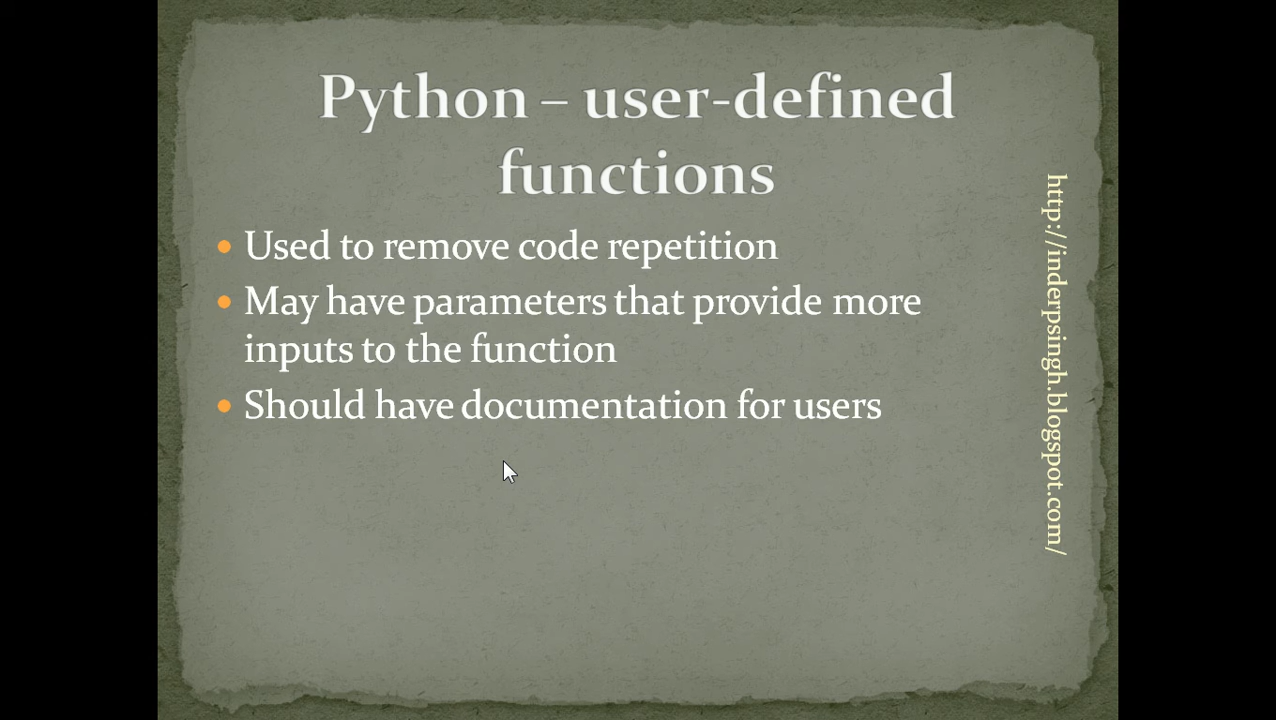 Python – user-defined
functions
• Used to remove code repetition
• May have parameters that provide more
inputs to the function
• Should have documentation for users
http://inderpsingh.blogspot.com/